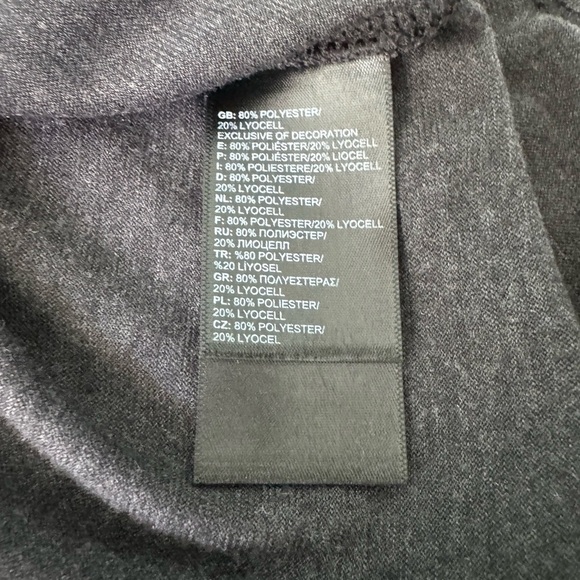 GB: 80% POLYESTER/
20% LYOCELL
EXCLUSIVE OF DECORATION
E: 80% POLIÉSTER/20% LYOCELL
P: 80% POLIÉSTER/20% LIOCEL
I: 80% POLIESTERE/20% LYOCELL
D: 80% POLYESTER/
20% LYOCELL
NL: 80% POLYESTER/
20% LYOCELL
F: 80% POLYESTER/20% LYOCELL
RU: 80% ПОЛИЭСТЕР/
20% ЛИОЦЕЛЛ
TR: %80 POLYESTER/
%20 LİYOSEL
GR: 80% ΠΟΛΥΕΣΤΕΡΑΣ/
20% LYOCELL
PL: 80% POLIESTER/
20% LYOCELL
CZ: 80% POLYESTER/
20% LYOCEL